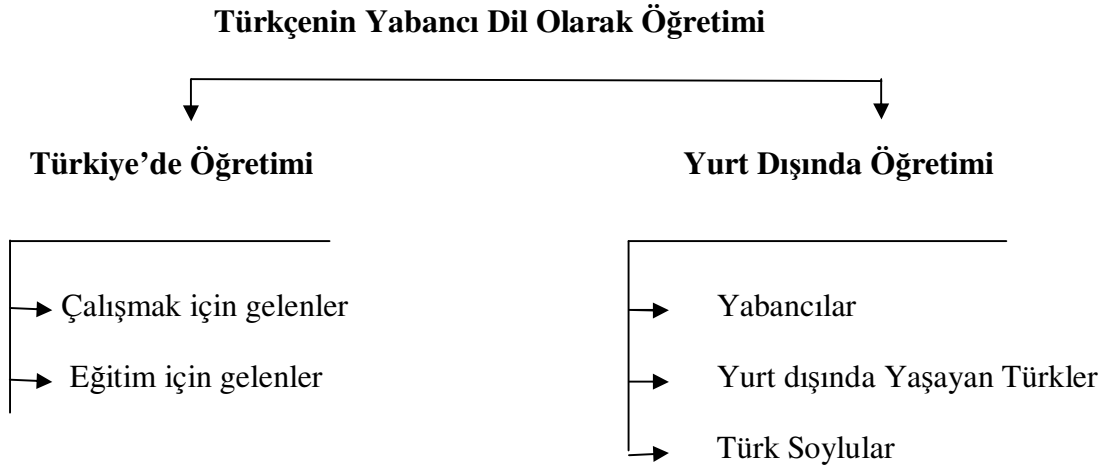 Türkçenin Yabancı Dil Olarak Öğretimi
Türkiye’de Öğretimi
Yurt Dışında Öğretimi
Çalışmak için gelenler
Eğitim için gelenler
Yabancılar
Yurt dışında Yaşayan Türkler
Türk Soylular